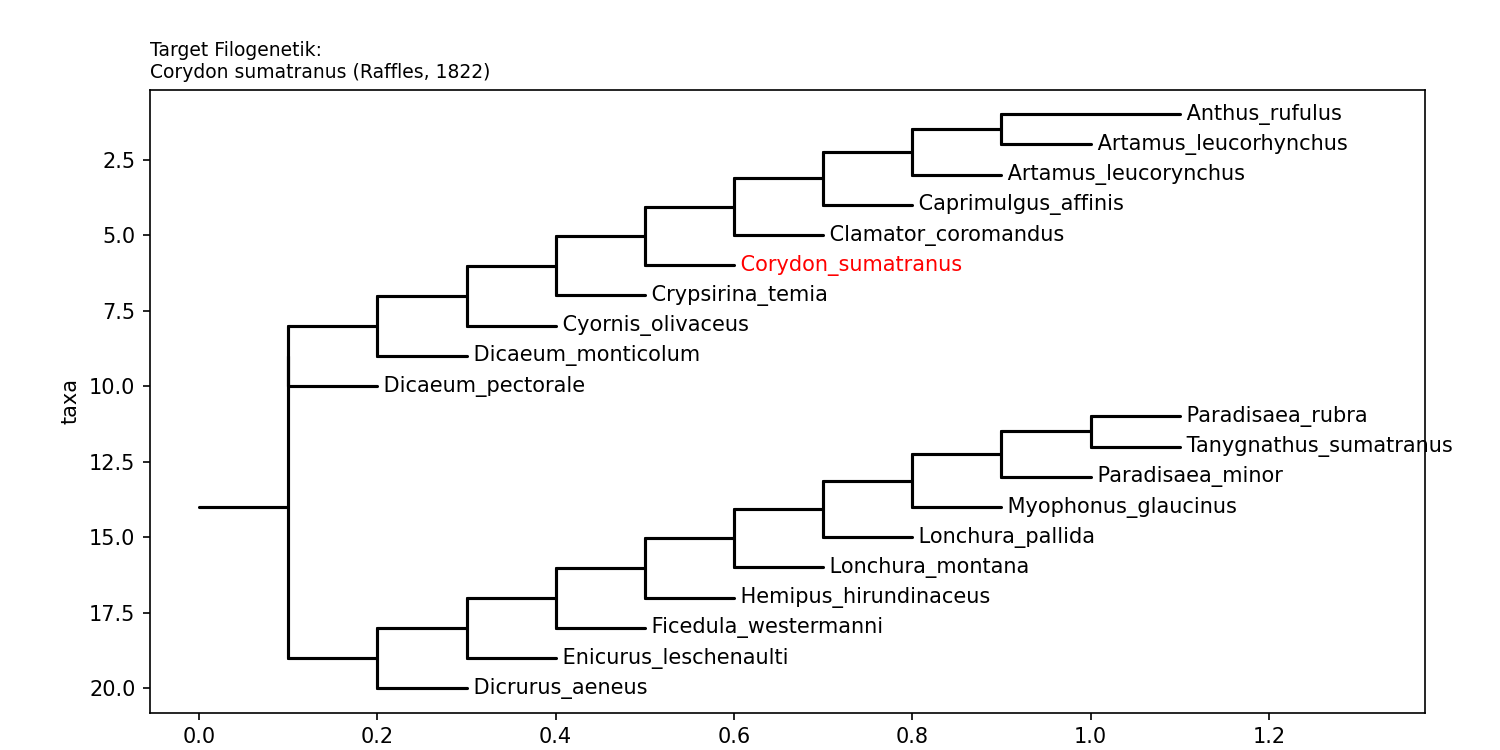 Target Filogenetik:
Corydon sumatranus (Raffles, 1822)
Anthus_rufulus
Artamus_leucorhynchus
2.5
Artamus_leucorynchus
Caprimulgus_affinis
5.0
Clamator_coromandus
Corydon_sumatranus
Crypsirina_temia
7.5
Cyornis_olivaceus
Dicaeum_monticolum
10.0
Dicaeum_pectorale
taxa
Paradisaea_rubra
Tanygnathus_sumatranus
12.5
Paradisaea_minor
Myophonus_glaucinus
15.0
Lonchura_pallida
Lonchura_montana
Hemipus_hirundinaceus
17.5
Ficedula_westermanni
Enicurus_leschenaulti
20.0
Dicrurus_aeneus
0.0 0.2 0.4 0.6 0.8 1.0 1.2